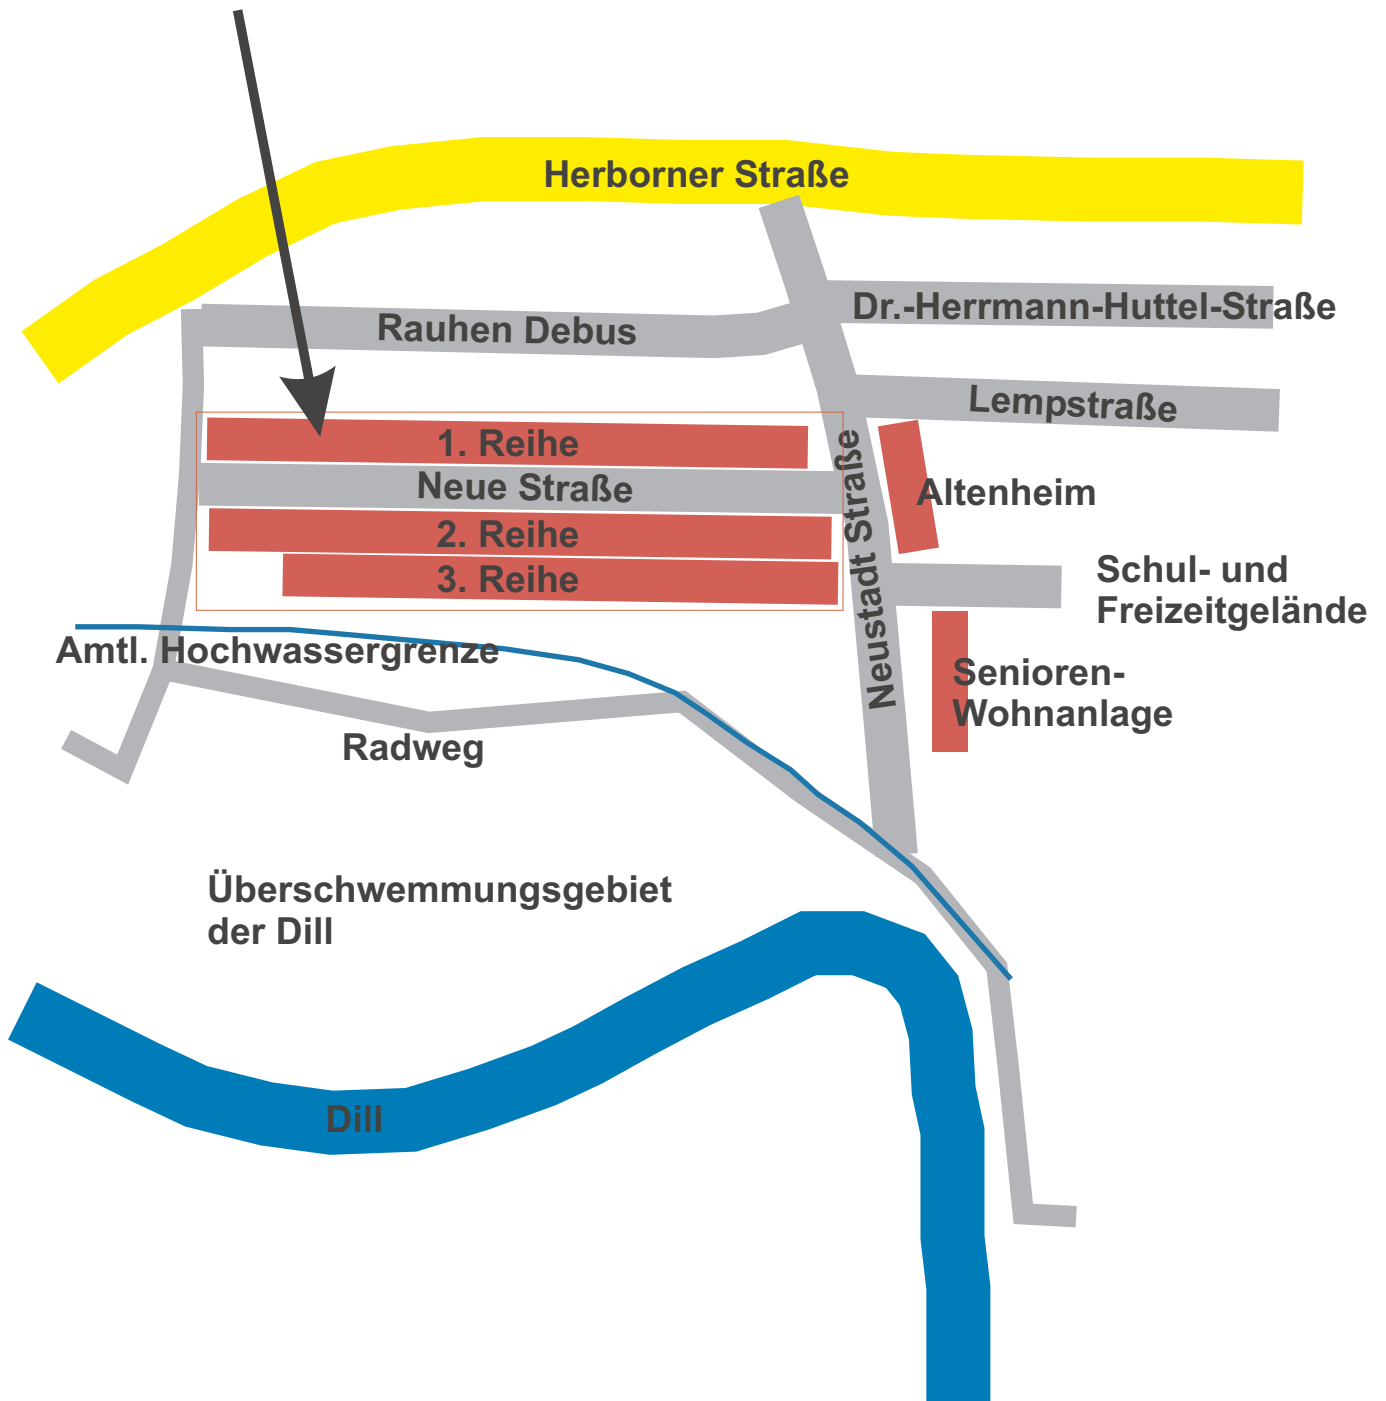 Herborner Straße
Dr.-Herrmann-Huttel-Straße
Rauhen Debus
Lempstraße
1. Reihe
Neue Straße
2. Reihe
3. Reihe
Neustadt Straße
Altenheim
Schul- und
Freizeitgelände
Amtl. Hochwassergrenze
Senioren-
Wohnanlage
Radweg
Überschwemmungsgebiet
der Dill
Dill